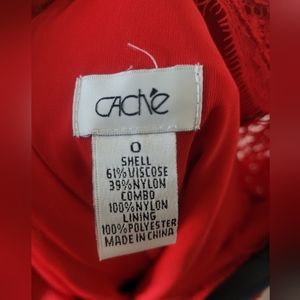 CAChé
0
SHELL
61%VISCOSE
39%NYLON
COMBO
100%NYLON
LINING
100%POLYESTER
MADE IN CHINA